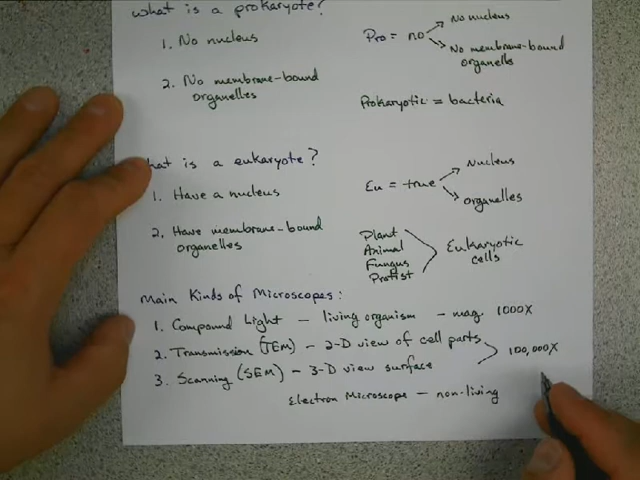 what is a prokaryote?
1. No nucleus
2. No membrane-bound
organelles
Pro = no
No nucleus
No membrane-bound
organelle
Prokaryotic = bacteria
hat is a eukaryote?
1. Have a nucleus
2. Have membrane-bound
organelles
Eu = true
Nucleus
organelles
Plant
Animal
Fungus
Protist
Eukaryotic
cells
Main Kinds of Microscopes:
1. Compound Light – living organism – mag. 1000X
2. Transmission (TEM) – 2-D view of cell parts
3. Scanning (SEM) – 3-D view surface
100,000X
Electron Microscope – non-living